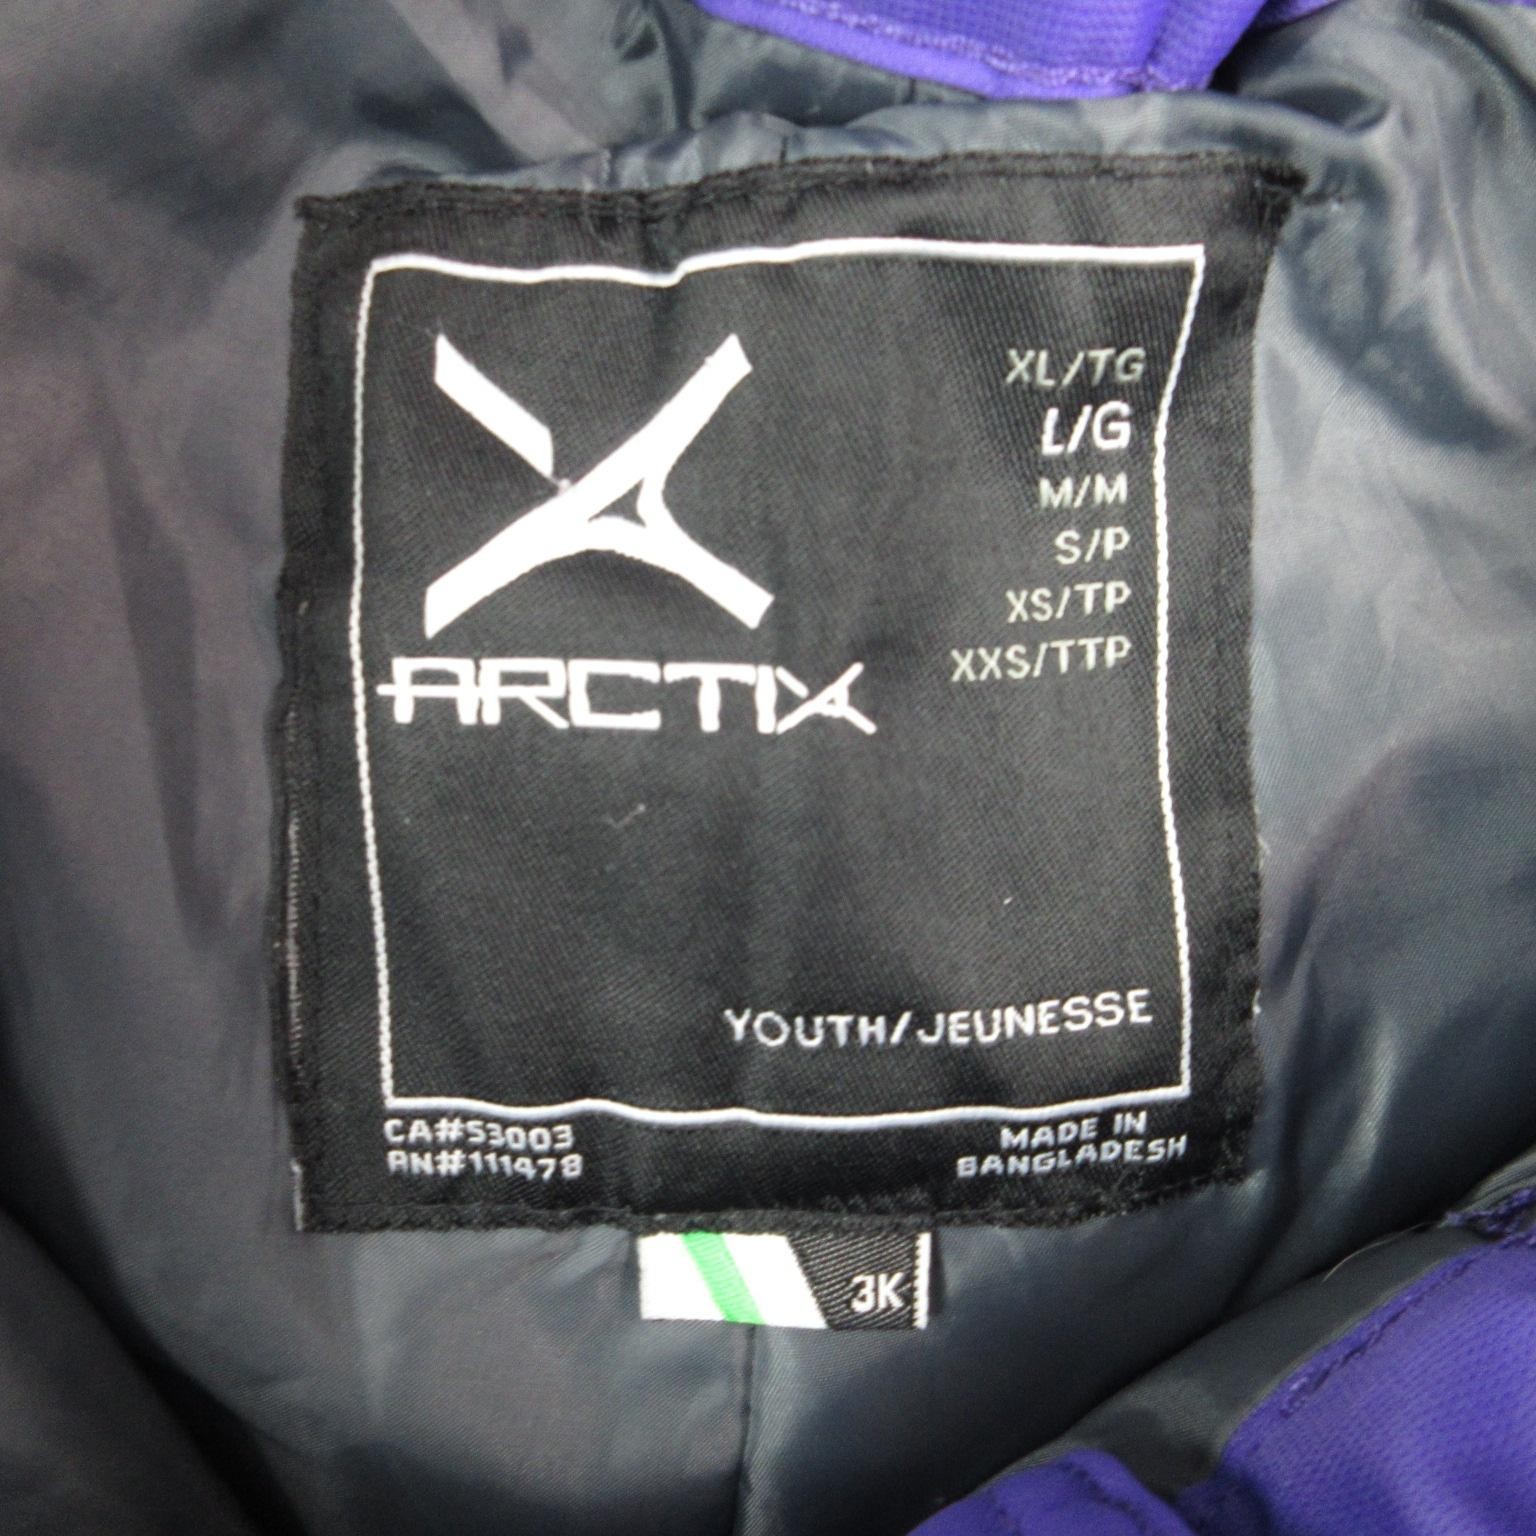 XL/TG
L/G
M/M
S/P
XS/TP
XXS/TTP
ARCTIX
YOUTH/JEUNESSE
CA#53003
RN#111478
MADE IN
BANGLADESH
3K